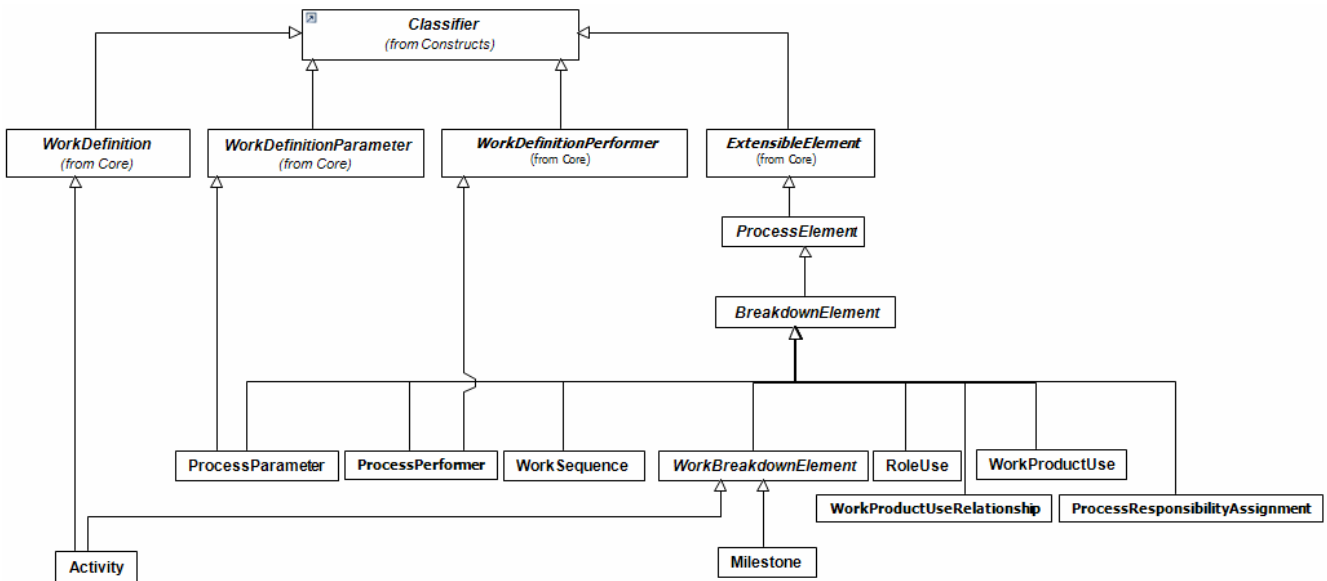 Classifier
(from Constructs)
WorkDefinition
(from Core)
WorkDefinitionParameter
(from Core)
WorkDefinitionPerformer
(from Core)
ExtensibleElement
(from Core)
ProcessElement
BreakdownElement
ProcessParameter
ProcessPerformer
WorkSequence
WorkBreakdownElement
RoleUse
WorkProductUse
WorkProductUseRelationship
ProcessResponsibilityAssignment
Activity
Milestone